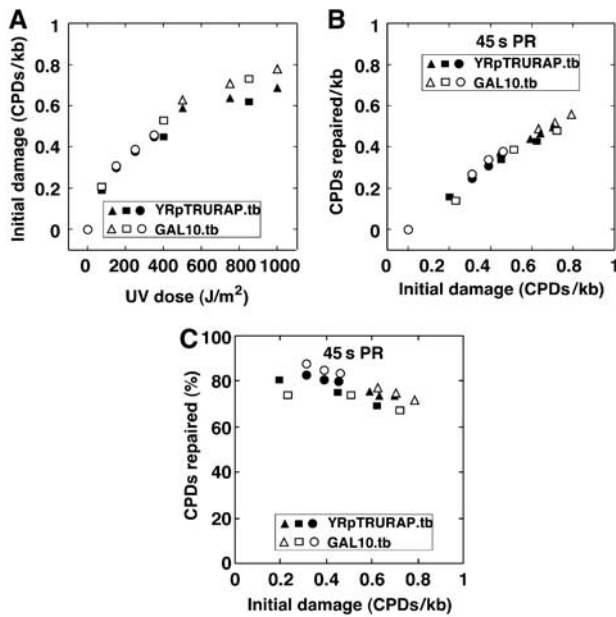 A
Initial damage (CPDs/kb)
1
0.8
0.6
0.4
0.2
0
YRpTRURAP.tb
GAL10.tb
0 200 400 600 800 1000
UV dose (J/m²)
B
45 s PR
CPDs repaired/kb
1
0.8
0.6
0.4
0.2
0
YRpTRURAP.tb
GAL10.tb
0 0.2 0.4 0.6 0.8 1
Initial damage (CPDs/kb)
C
45 s PR
CPDs repaired (%)
100
80
60
40
20
0
YRpTRURAP.tb
GAL10.tb
0 0.2 0.4 0.6 0.8 1
Initial damage (CPDs/kb)